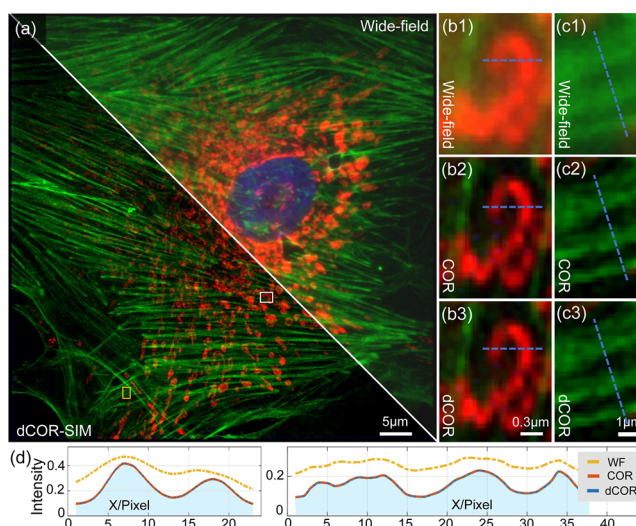 (a)
Wide-field
dCOR-SIM
5μm
(b1)
Wide-field
(c1)
Wide-field
(b2)
COR
(c2)
COR
(b3)
dCOR
0.3μm
(c3)
dCOR
1μm
(d)
Intensity
0.4
0.2
0
0 10 20
X/Pixel
0.2
0
0 5 10 15 20 25 30 35 40
X/Pixel
WF
COR
dCOR